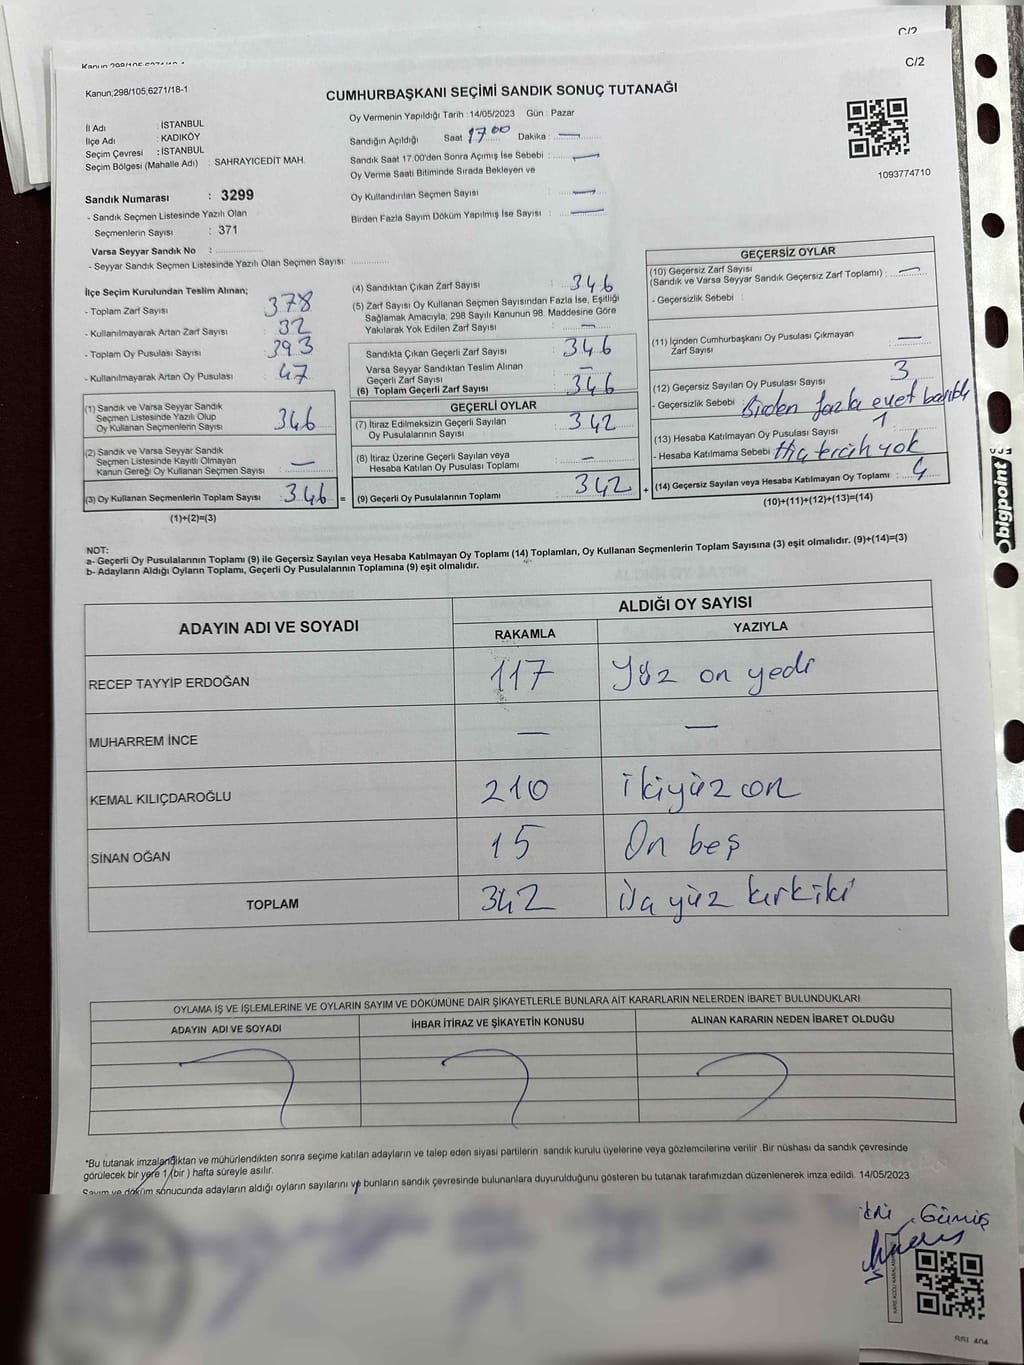 C/2
Kanun;298/105;6271/18-1
C/2
CUMHURBAŞKANI SEÇİMİ SANDIK SONUÇ TUTANAĞI
İl Adı : İSTANBUL
İlçe Adı : KADIKÖY
Seçim Çevresi : İSTANBUL
Seçim Bölgesi (Mahalle Adı) : SAHRAYICEDİT MAH.
Oy Vermenin Yapıldığı Tarih : 14/05/2023 Gün : Pazar
Sandığın Açıldığı Saat 17 00 Dakika : —
Sandık Saat 17.00'den Sonra Açımış İse Sebebi : —
Oy Verme Saati Bitiminde Sırada Bekleyen ve
Oy Kullandırılan Seçmen Sayısı : —
Birden Fazla Sayım Döküm Yapılmış İse Sayısı : —
1093774710
Sandık Numarası : 3299
- Sandık Seçmen Listesinde Yazılı Olan
Seçmenlerin Sayısı : 371
Varsa Seyyar Sandık No :
- Seyyar Sandık Seçmen Listesinde Yazılı Olan Seçmen Sayısı:
İlçe Seçim Kurulundan Teslim Alınan;
- Toplam Zarf Sayısı : 378
- Kullanılmayarak Artan Zarf Sayısı : 32
- Toplam Oy Pusulası Sayısı : 393
- Kullanılmayarak Artan Oy Pusulası : 47
(1) Sandık ve Varsa Seyyar Sandık
Seçmen Listesinde Yazılı Olup
Oy Kullanan Seçmenlerin Sayısı : 346
(2) Sandık ve Varsa Seyyar Sandık
Seçmen Listesinde Kayıtlı Olmayan
Kanun Gereği Oy Kullanan Seçmen Sayısı : —
(3) Oy Kullanan Seçmenlerin Toplam Sayısı : 346 =
(1)+(2)=(3)
(4) Sandıktan Çıkan Zarf Sayısı : 346
(5) Zarf Sayısı Oy Kullanan Seçmen Sayısından Fazla İse, Eşitliği
Sağlamak Amacıyla, 298 Sayılı Kanunun 98. Maddesine Göre
Yakılarak Yok Edilen Zarf Sayısı : —
Sandıkta Çıkan Geçerli Zarf Sayısı : 346
Varsa Seyyar Sandıktan Teslim Alınan
Geçerli Zarf Sayısı : —
(6) Toplam Geçerli Zarf Sayısı : 346
GEÇERLİ OYLAR
(7) İtiraz Edilmeksizin Geçerli Sayılan
Oy Pusulalarının Sayısı : 342
(8) İtiraz Üzerine Geçerli Sayılan veya
Hesaba Katılan Oy Pusulası Toplamı : —
(9) Geçerli Oy Pusulalarının Toplamı : 342 +
GEÇERSİZ OYLAR
(10) Geçersiz Zarf Sayısı
(Sandık ve Varsa Seyyar Sandık Geçersiz Zarf Toplamı) : —
- Geçersizlik Sebebi :
(11) İçinden Cumhurbaşkanı Oy Pusulası Çıkmayan
Zarf Sayısı : —
(12) Geçersiz Sayılan Oy Pusulası Sayısı : 3
- Geçersizlik Sebebi : Birden fazla evet basıldı
(13) Hesaba Katılmayan Oy Pusulası Sayısı : 1
- Hesaba Katılmama Sebebi : Hiç tercih yok
(14) Geçersiz Sayılan veya Hesaba Katılmayan Oy Toplamı : 4
(10)+(11)+(12)+(13)=(14)
NOT:
a- Geçerli Oy Pusulalarının Toplamı (9) ile Geçersiz Sayılan veya Hesaba Katılmayan Oy Toplamı (14) Toplamları, Oy Kullanan Seçmenlerin Toplam Sayısına (3) eşit olmalıdır. (9)+(14)=(3)
b- Adayların Aldığı Oyların Toplamı, Geçerli Oy Pusulalarının Toplamına (9) eşit olmalıdır.
ADAYIN ADI VE SOYADI
ALDIĞI OY SAYISI
RAKAMLA YAZIYLA
RECEP TAYYİP ERDOĞAN 117 Yüz on yedi
MUHARREM İNCE — —
KEMAL KILIÇDAROĞLU 210 ikiyüz on
SİNAN OĞAN 15 On beş
TOPLAM 342 yüz kırkiki
OYLAMA İŞ VE İŞLEMLERİNE VE OYLARIN SAYIM VE DÖKÜMÜNE DAİR ŞİKAYETLERLE BUNLARA AİT KARARLARIN NELERDEN İBARET BULUNDUKLARI
ADAYIN ADI VE SOYADI İHBAR İTİRAZ VE ŞİKAYETİN KONUSU ALINAN KARARIN NEDEN İBARET OLDUĞU
*Bu tutanak imzalandıktan ve mühürlendikten sonra seçime katılan adayların ve talep eden siyasi partilerin sandık kurulu üyelerine veya gözlemcilerine verilir .Bir nüshası da sandık çevresinde
görülecek bir yere 1 (bir ) hafta süreyle asılır.
Sayım ve döküm sonucunda adayların aldığı oyların sayılarını ve bunların sandık çevresinde bulunanlara duyurulduğunu gösteren bu tutanak tarafımızdan düzenlenerek imza edildi. 14/05/2023
Gümüş
bigpoint